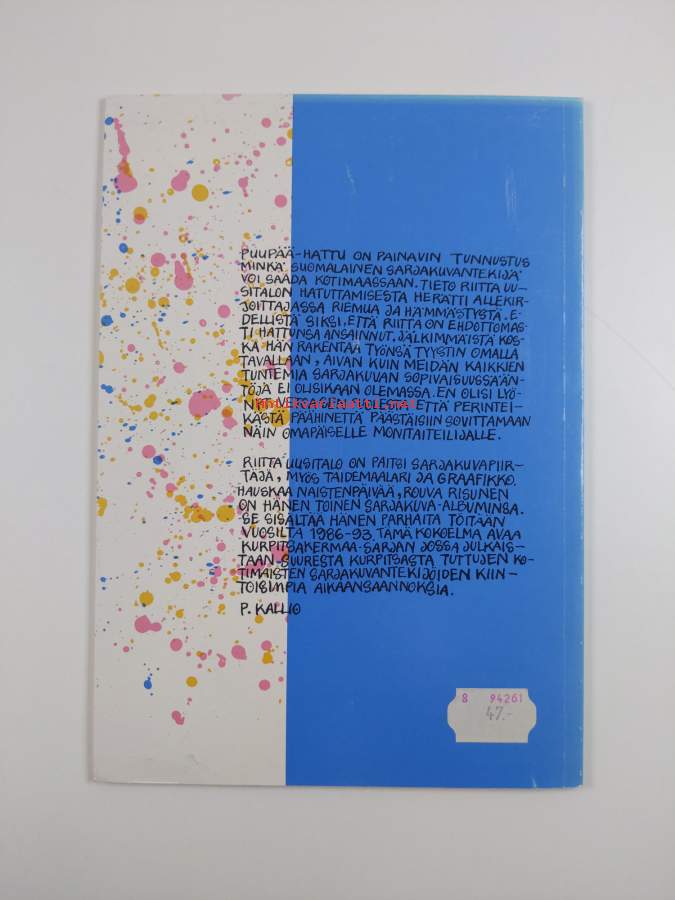 PUUPÄÄ-HATTU ON PAINAVIN TUNNUSTUS
MINKÄ SUOMALAINEN SARJAKUVANTEKIJÄ
VOI SAADA KOTIMAASSAAN. TIETO RIITTA UU-
SITALON HATUTTAMISESTA HERÄTTI ALLEKIR-
JOITTAJASSA RIEMUA JA HÄMMÄSTYSTÄ. E-
DELLISTÄ SIKSI, ETTÄ RIITTA ON EHDOTTOMAS-
TI HATTUNSA ANSAINNUT. JÄLKIMMÄISTÄ KOS-
KA HÄN RAKENTAA TYÖNSÄ TYYSTIN OMALLA
TAVALLAAN, AIVAN KUIN MEIDÄN KAIKKIEN
TUNTEMIA SARJAKUVAN SOPIVAISUUSSÄÄN-
TÖJÄ EI OLISIKAAN OLEMASSA. EN OLISI LYÖ-
ETTÄ PERINTEI-
antikvariaatti.net
KÄSTÄ PÄÄHINETTÄ PÄÄSTÄISIIN SOVITTAMAAN
NÄIN OMAPÄISELLE MONITAITEILIJALLE.
RIITTA UUSITALO ON PAITSI SARJAKUVAPIIR-
TÄJÄ, MYÖS TAIDEMAALARI JA GRAAFIKKO.
HAUSKAA NAISTENPÄIVÄÄ, ROUVA RISUNEN
ON HÄNEN TOINEN SARJAKUVA-ALBUMINSA.
SE SISÄLTÄÄ HÄNEN PARHAITA TÖITÄÄN
VUOSILTA 1986-93. TÄMÄ KOKOELMA AVAA
KURPITSAKERMAA-SARJAN JOSSA JULKAIS-
TAAN SUURESTA KURPITSASTA TUTTUJEN KO-
TIMAISTEN SARJAKUVANTEKIJÖIDEN KIIN-
TOISIMPIA AIKAANSAANNOKSIA.
P. KALLIO
8 94261
47.-